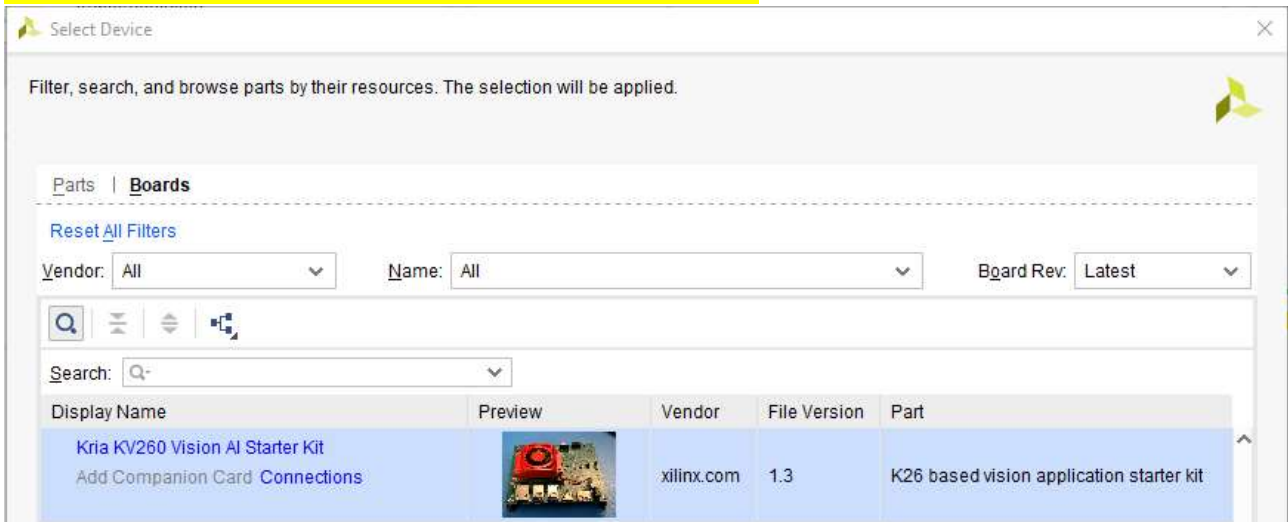 Select Device
Filter, search, and browse parts by their resources. The selection will be applied.
Parts | Boards
Reset All Filters
Vendor: All Name: All Board Rev: Latest
Search: Q-
Display Name Preview Vendor File Version Part
Kria KV260 Vision AI Starter Kit
Add Companion Card Connections xilinx.com 1.3 K26 based vision application starter kit